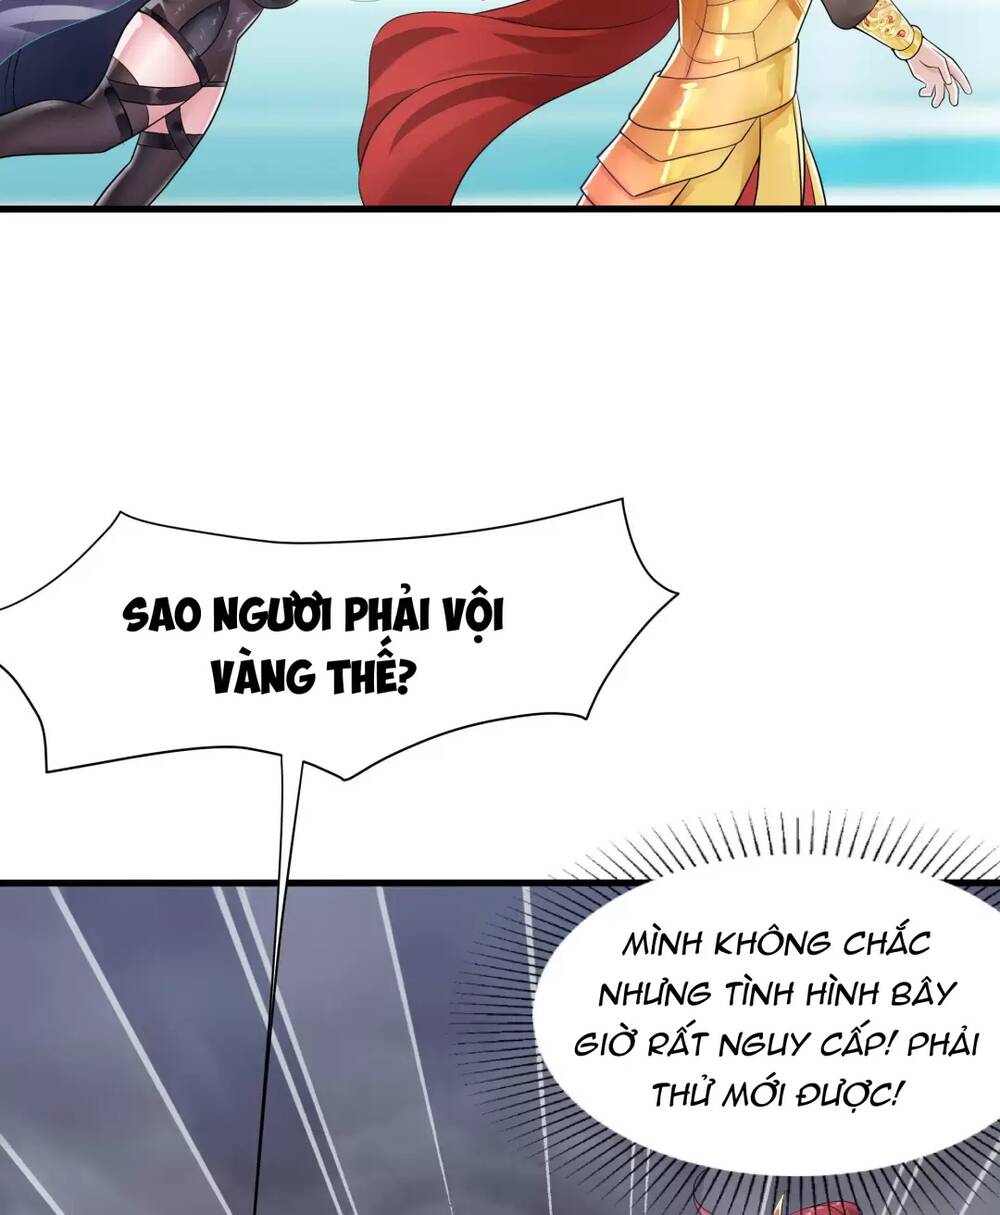 SAO NGƯƠI PHẢI VỘI
VÀNG THẾ?
MÌNH KHÔNG CHẮC
NHƯNG TÌNH HÌNH BÂY
GIỜ RẤT NGUY CẤP! PHẢI
THỬ MỚI ĐƯỢC!